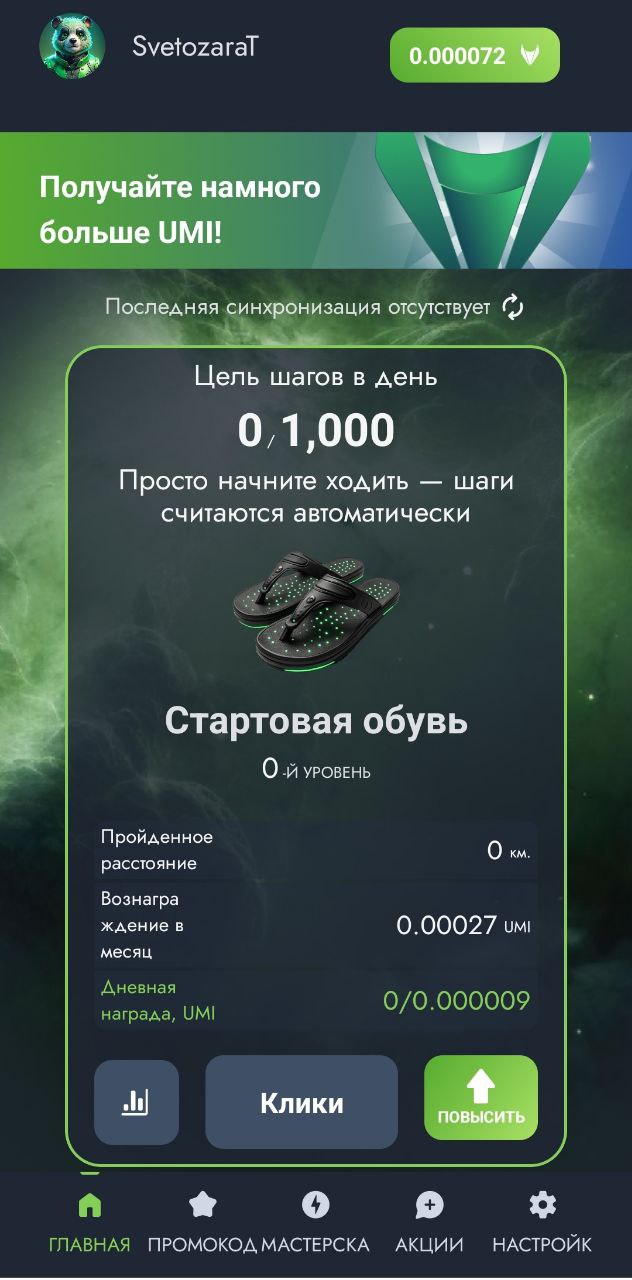 SvetozaraT
0.000072
Получайте намного
больше UMI!
Последняя синхронизация отсутствует
Цель шагов в день
0 / 1,000
Просто начните ходить — шаги
считаются автоматически
Стартовая обувь
0 -Й УРОВЕНЬ
Пройденное
расстояние
0 км.
Вознагра
ждение в
месяц
0.00027 UMI
Дневная
награда, UMI
0/0.000009
Клики
ПОВЫСИТЬ
ГЛАВНАЯ ПРОМОКОД МАСТЕРСКА АКЦИИ НАСТРОЙК